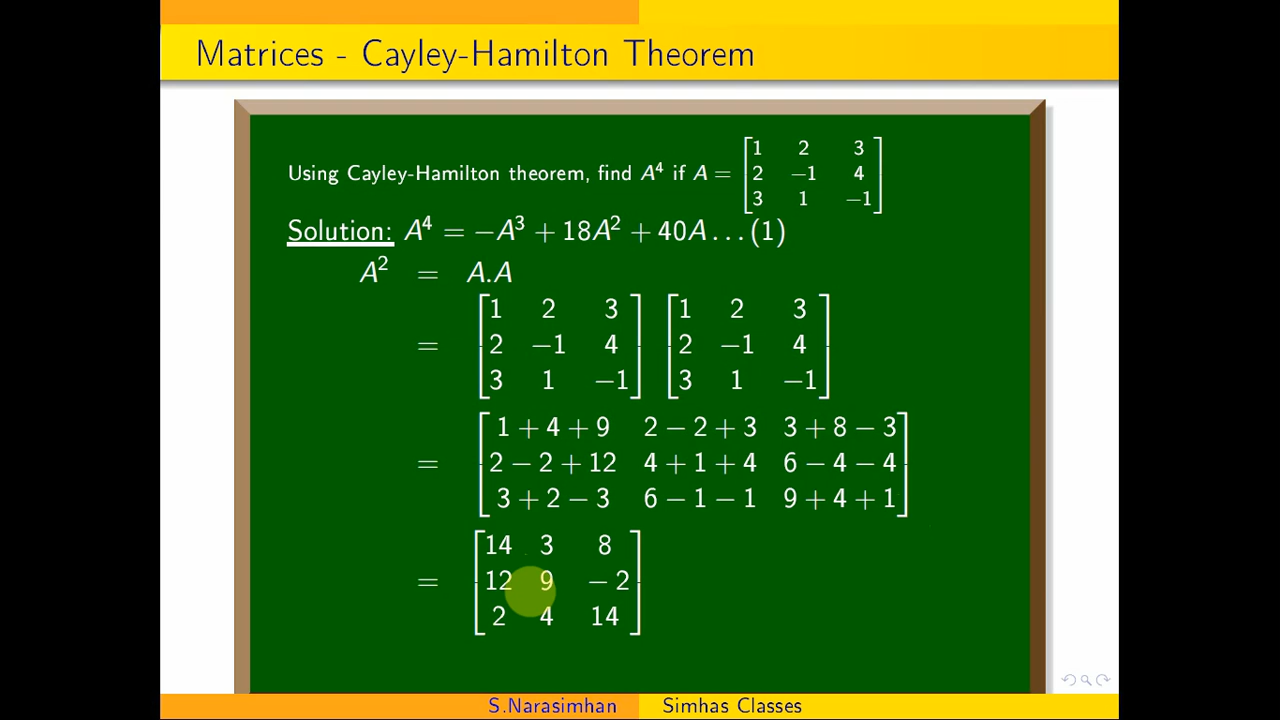 Matrices - Cayley-Hamilton Theorem
Using Cayley-Hamilton theorem, find A⁴ if A = [1 2 3
2 −1 4
3 1 −1]
Solution: A⁴ = −A³ + 18A² + 40A . . . (1)
A² = A.A
= [1 2 3 [1 2 3
2 −1 4 2 −1 4
3 1 −1] 3 1 −1]
= [1 + 4 + 9 2 − 2 + 3 3 + 8 − 3
2 − 2 + 12 4 + 1 + 4 6 − 4 − 4
3 + 2 − 3 6 − 1 − 1 9 + 4 + 1]
= [14 3 8
12 9 − 2
2 4 14]
S.Narasimhan Simhas Classes